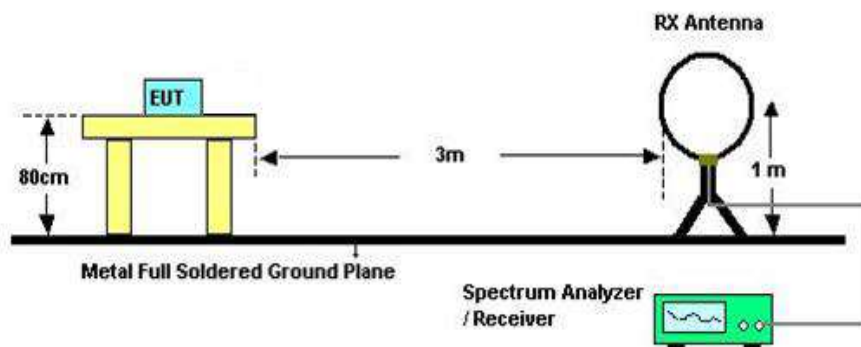 RX Antenna
EUT
80cm
3m
1 m
Metal Full Soldered Ground Plane
Spectrum Analyzer
/ Receiver